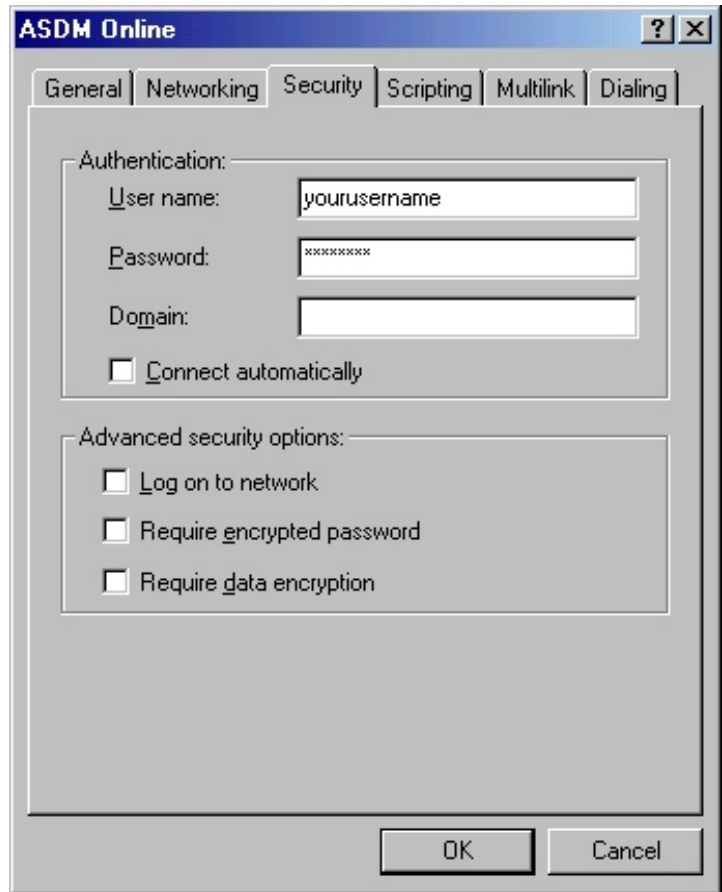 ASDM Online
General Networking Security Scripting Multilink Dialing
Authentication:
User name: yourusername
Password: ********
Domain:
Connect automatically
Advanced security options:
Log on to network
Require encrypted password
Require data encryption
OK Cancel